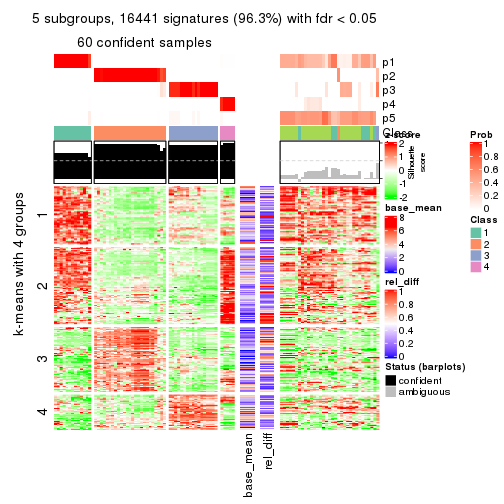 5 subgroups, 16441 signatures (96.3%) with fdr < 0.05
60 confident samples
p1
p2
p3
p4
p5
Class
k-means with 4 groups
1
2
3
4
base_mean
rel_diff
z-score
2
1
0
-1
-2
Silhouette score
base_mean
8
6
4
2
0
rel_diff
1
0.8
0.6
0.4
0.2
0
Status (barplots)
confident
ambiguous
Prob
1
0.8
0.6
0.4
0.2
0
Class
1
2
3
4